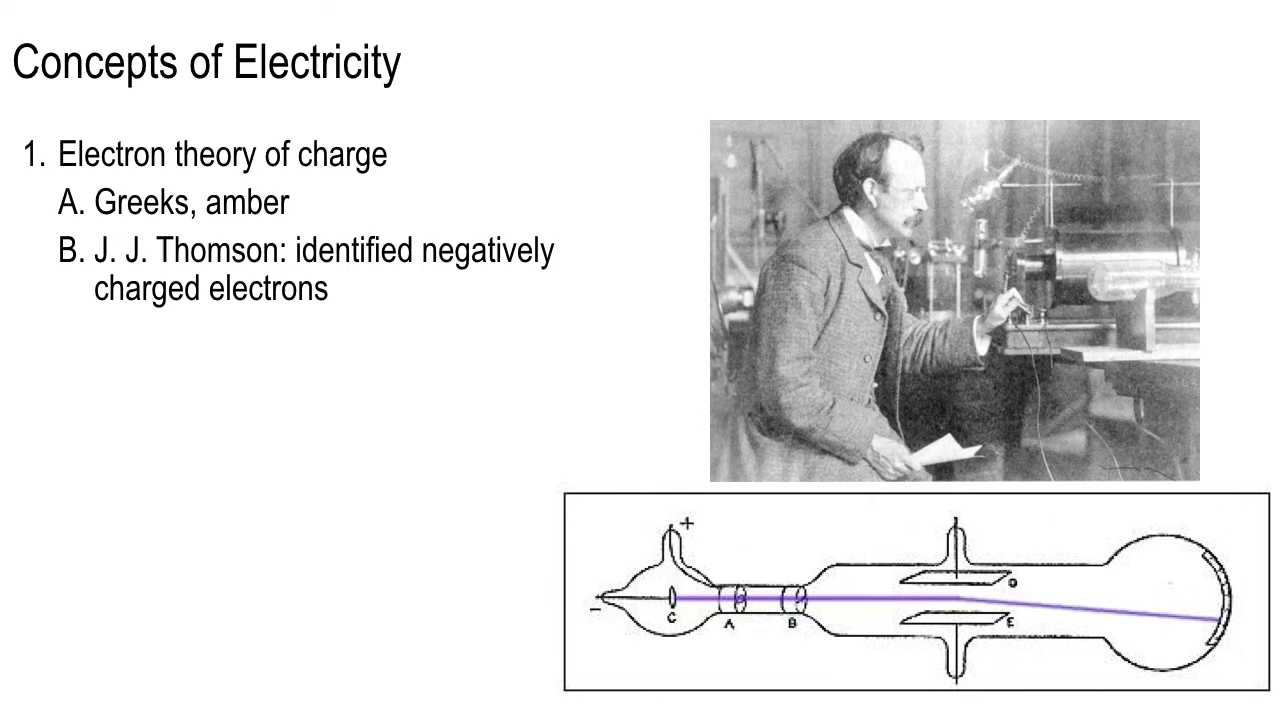 Concepts of Electricity
1. Electron theory of charge
A. Greeks, amber
B. J. J. Thomson: identified negatively
charged electrons
+
−
C
A
B
D
E